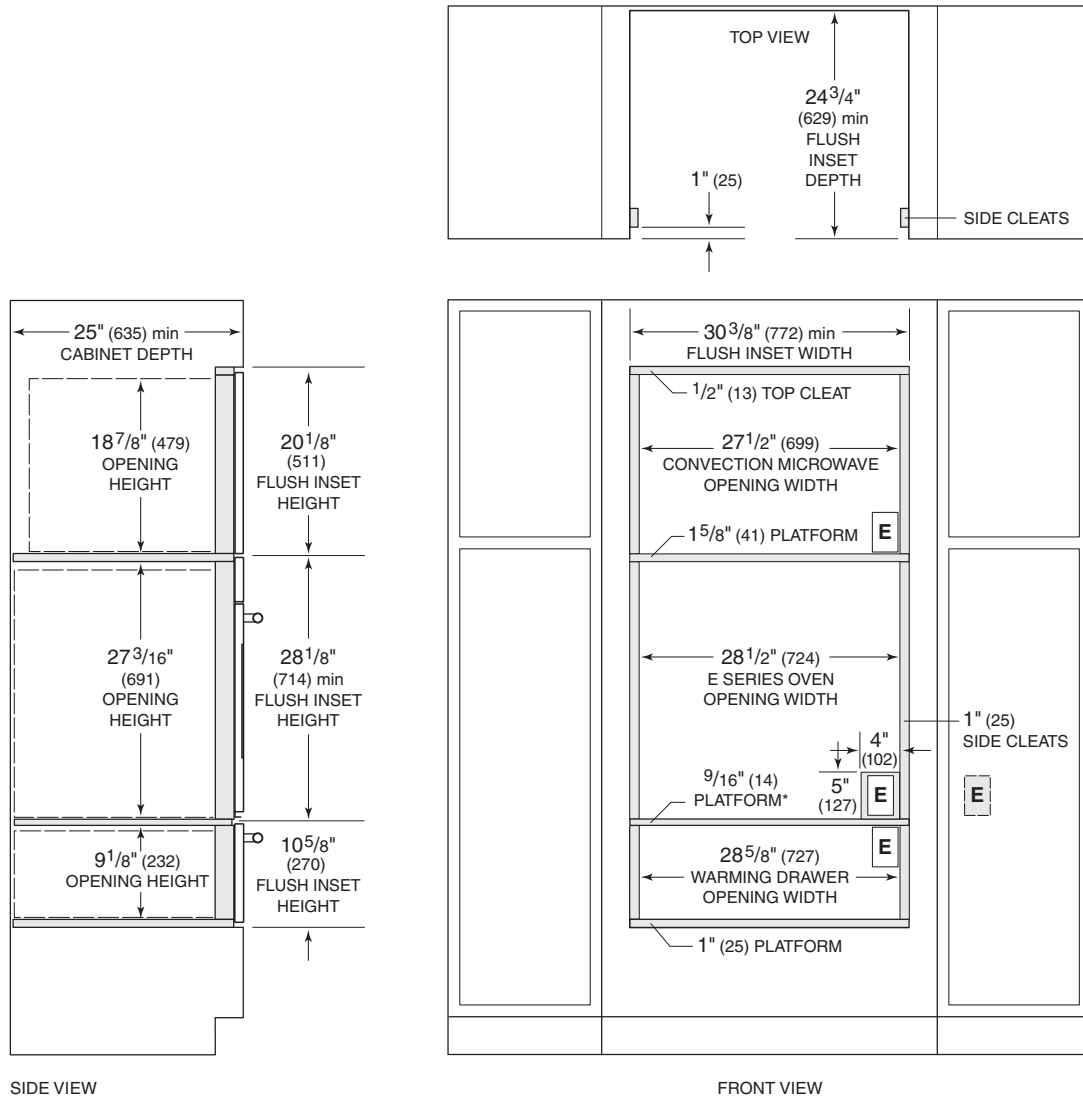 TOP VIEW
24 3/4"
(629) min
FLUSH
INSET
DEPTH
1" (25)
SIDE CLEATS
25" (635) min
CABINET DEPTH
18 7/8" (479)
OPENING
HEIGHT
20 1/8"
(511)
FLUSH INSET
HEIGHT
27 3/16"
(691)
OPENING
HEIGHT
28 1/8"
(714) min
FLUSH INSET
HEIGHT
9 1/8" (232)
OPENING HEIGHT
10 5/8"
(270)
FLUSH INSET
HEIGHT
SIDE VIEW
30 3/8" (772) min
FLUSH INSET WIDTH
1/2" (13) TOP CLEAT
27 1/2" (699)
CONVECTION MICROWAVE
OPENING WIDTH
E
1 5/8" (41) PLATFORM
28 1/2" (724)
E SERIES OVEN
OPENING WIDTH
1" (25)
SIDE CLEATS
4"
(102)
9/16" (14)
PLATFORM*
5"
(127)
E
E
E
28 5/8" (727)
WARMING DRAWER
OPENING WIDTH
1" (25) PLATFORM
FRONT VIEW